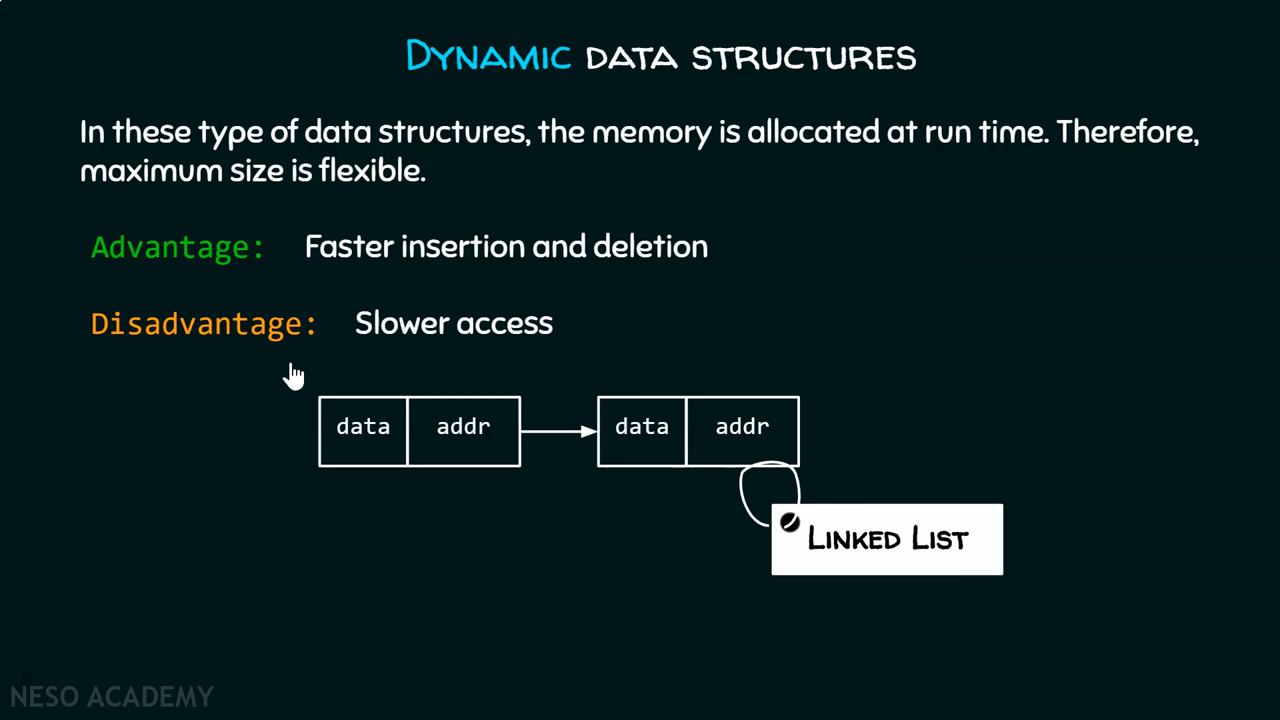 DYNAMIC DATA STRUCTURES
In these type of data structures, the memory is allocated at run time. Therefore,
maximum size is flexible.
Advantage: Faster insertion and deletion
Disadvantage: Slower access
data addr data addr
LINKED LIST
NESO ACADEMY